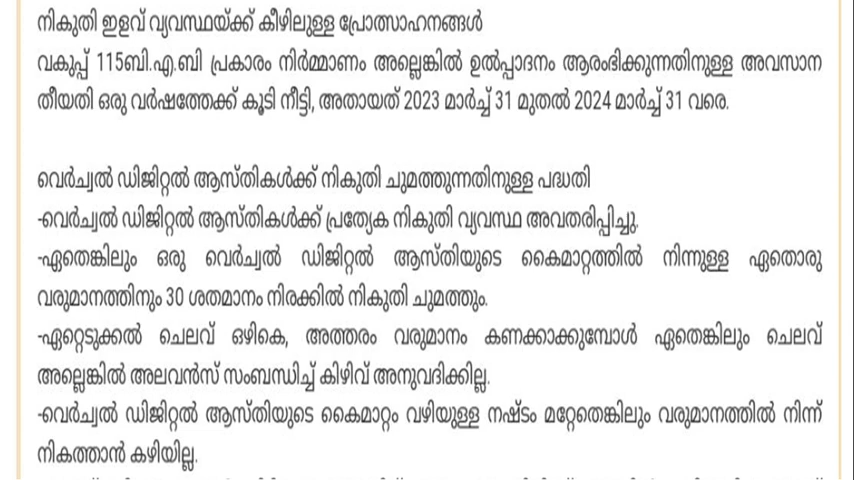 നികുതി ഇളവ് വ്യവസ്ഥയ്ക്ക് കീഴിലുള്ള പ്രോത്സാഹനങ്ങൾ
വകുപ്പ് 115ബി.എ.ബി പ്രകാരം നിർമ്മാണം അല്ലെങ്കിൽ ഉൽപ്പാദനം ആരംഭിക്കുന്നതിനുള്ള അവസാന
തീയതി ഒരു വർഷത്തേക്ക് കൂടി നീട്ടി, അതായത് 2023 മാർച്ച് 31 മുതൽ 2024 മാർച്ച് 31 വരെ.
വെർച്വൽ ഡിജിറ്റൽ ആസ്തികൾക്ക് നികുതി ചുമത്തുന്നതിനുള്ള പദ്ധതി
-വെർച്വൽ ഡിജിറ്റൽ ആസ്തികൾക്ക് പ്രത്യേക നികുതി വ്യവസ്ഥ അവതരിപ്പിച്ചു.
-ഏതെങ്കിലും ഒരു വെർച്വൽ ഡിജിറ്റൽ ആസ്തിയുടെ കൈമാറ്റത്തിൽ നിന്നുള്ള ഏതൊരു
വരുമാനത്തിനും 30 ശതമാനം നിരക്കിൽ നികുതി ചുമത്തും.
-ഏറ്റെടുക്കൽ ചെലവ് ഒഴികെ, അത്തരം വരുമാനം കണക്കാക്കുമ്പോൾ ഏതെങ്കിലും ചെലവ്
അല്ലെങ്കിൽ അലവൻസ് സംബന്ധിച്ച് കിഴിവ് അനുവദിക്കില്ല.
-വെർച്വൽ ഡിജിറ്റൽ ആസ്തിയുടെ കൈമാറ്റം വഴിയുള്ള നഷ്ടം മറ്റേതെങ്കിലും വരുമാനത്തിൽ നിന്ന്
നികത്താൻ കഴിയില്ല.